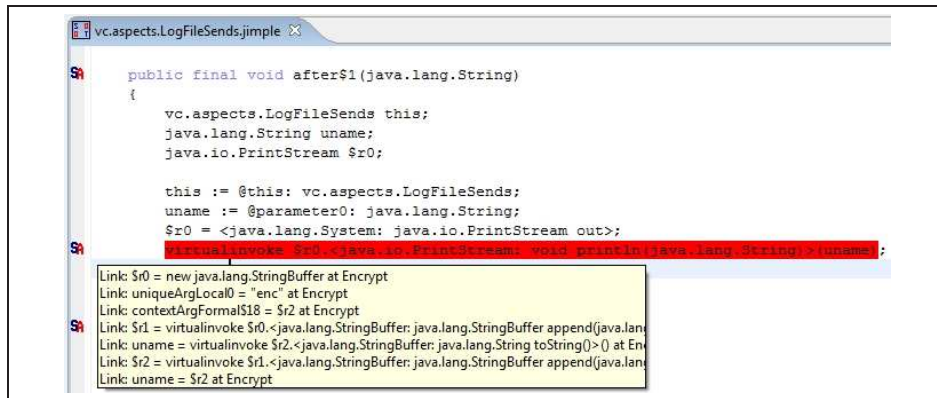 vc.aspects.LogFileSends.jimple
public final void after$1(java.lang.String)
{
vc.aspects.LogFileSends this;
java.lang.String uname;
java.io.PrintStream $r0;
this := @this: vc.aspects.LogFileSends;
uname := @parameter0: java.lang.String;
$r0 = <java.lang.System: java.io.PrintStream out>;
virtualinvoke $r0.<java.io.PrintStream: void println(java.lang.String)>(uname);
Link: $r0 = new java.lang.StringBuffer at Encrypt
Link: uniqueArgLocal0 = "enc" at Encrypt
Link: contextArgFormal$18 = $r2 at Encrypt
Link: $r1 = virtualinvoke $r0.<java.lang.StringBuffer: java.lang.StringBuffer append(java.lang
Link: uname = virtualinvoke $r2.<java.lang.StringBuffer: java.lang.String toString()>() at En
Link: $r2 = virtualinvoke $r1.<java.lang.StringBuffer: java.lang.StringBuffer append(java.lang
Link: uname = $r2 at Encrypt